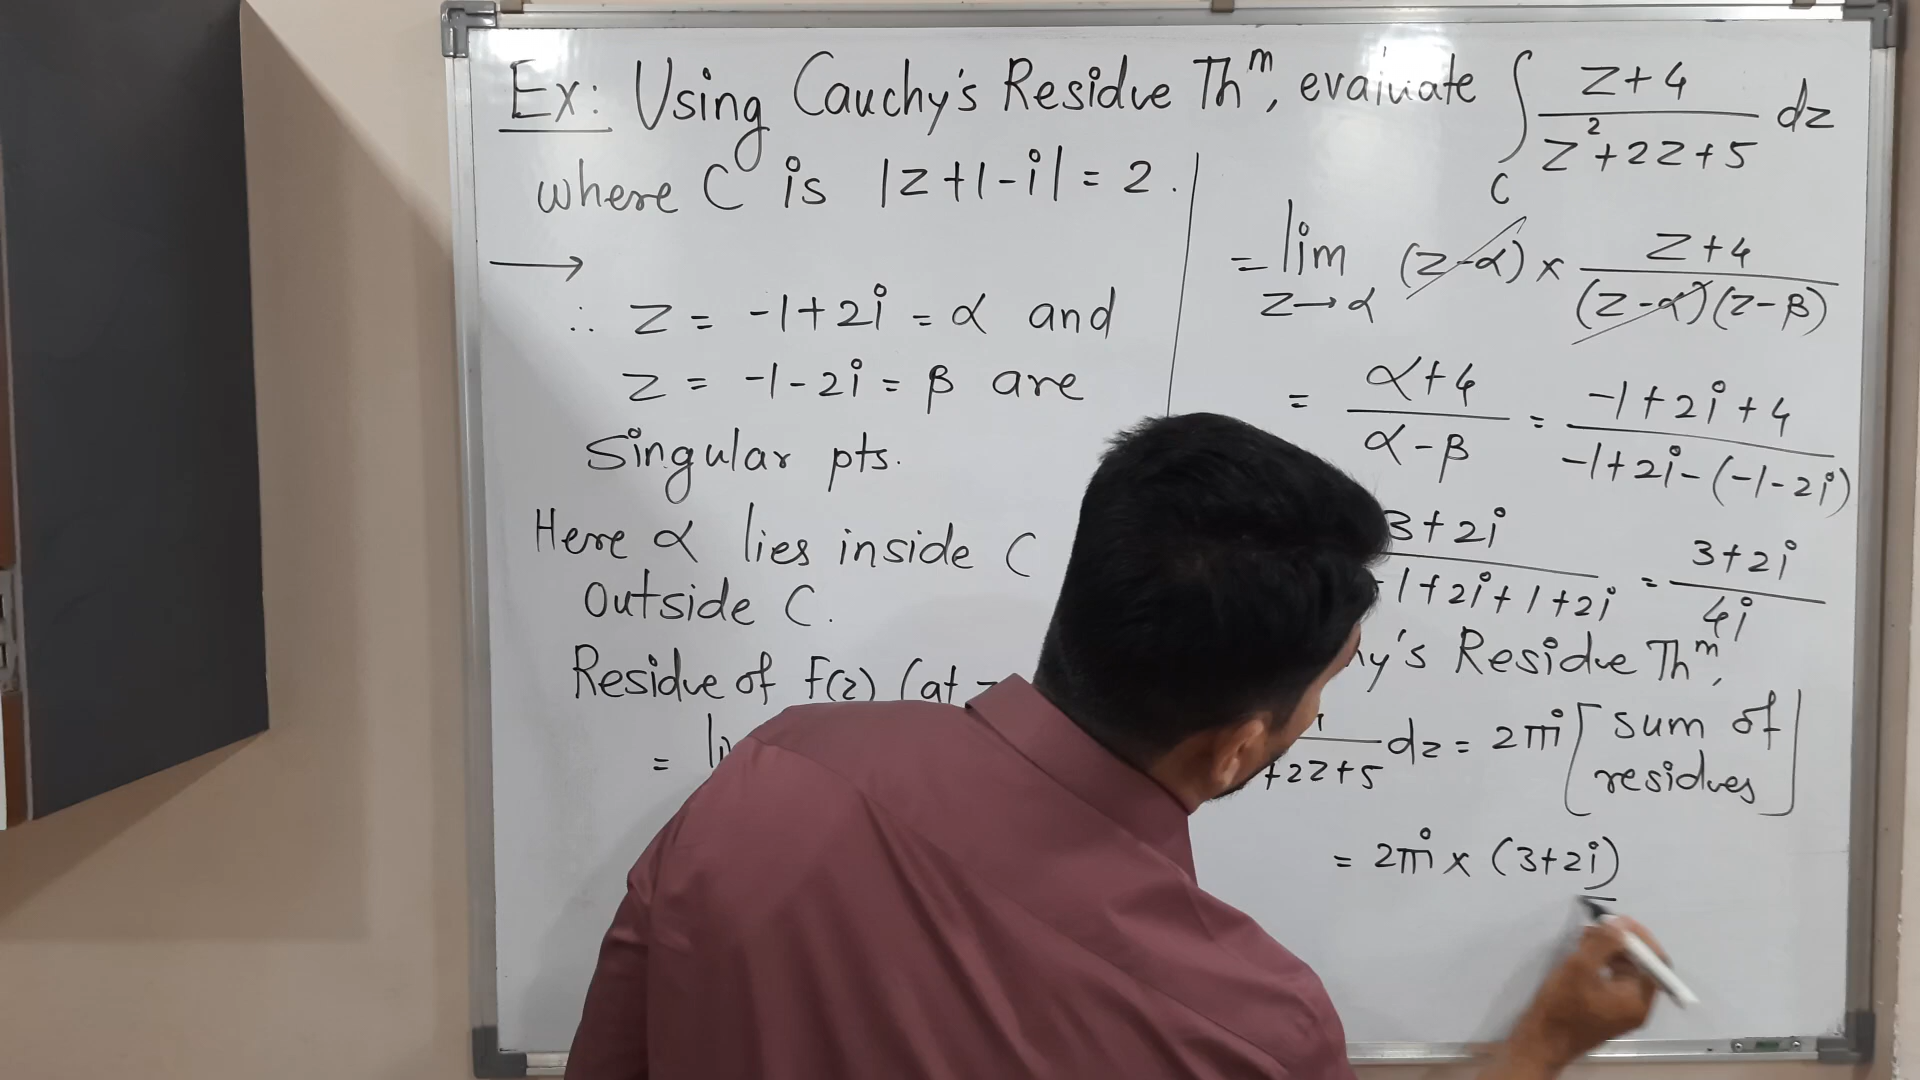 Ex: Using Cauchy's Residue Thᵐ, evaluate ∫_C (z+4)/(z²+2z+5) dz
where C is |z+1-i| = 2.
→
∴ z = -1+2i = α and
z = -1-2i = β are
Singular pts.
Here α lies inside C
Outside C.
Residue of f(z) (at
=
= lim z→α (z-α) × (z+4)/((z-α)(z-β))
= (α+4)/(α-β) = (-1+2i+4)/(-1+2i-(-1-2i))
3+2i/-1+2i+1+2i = (3+2i)/4i
y's Residue Thᵐ,
+2z+5 dz = 2πi [sum of
residues]
= 2πi × (3+2i)